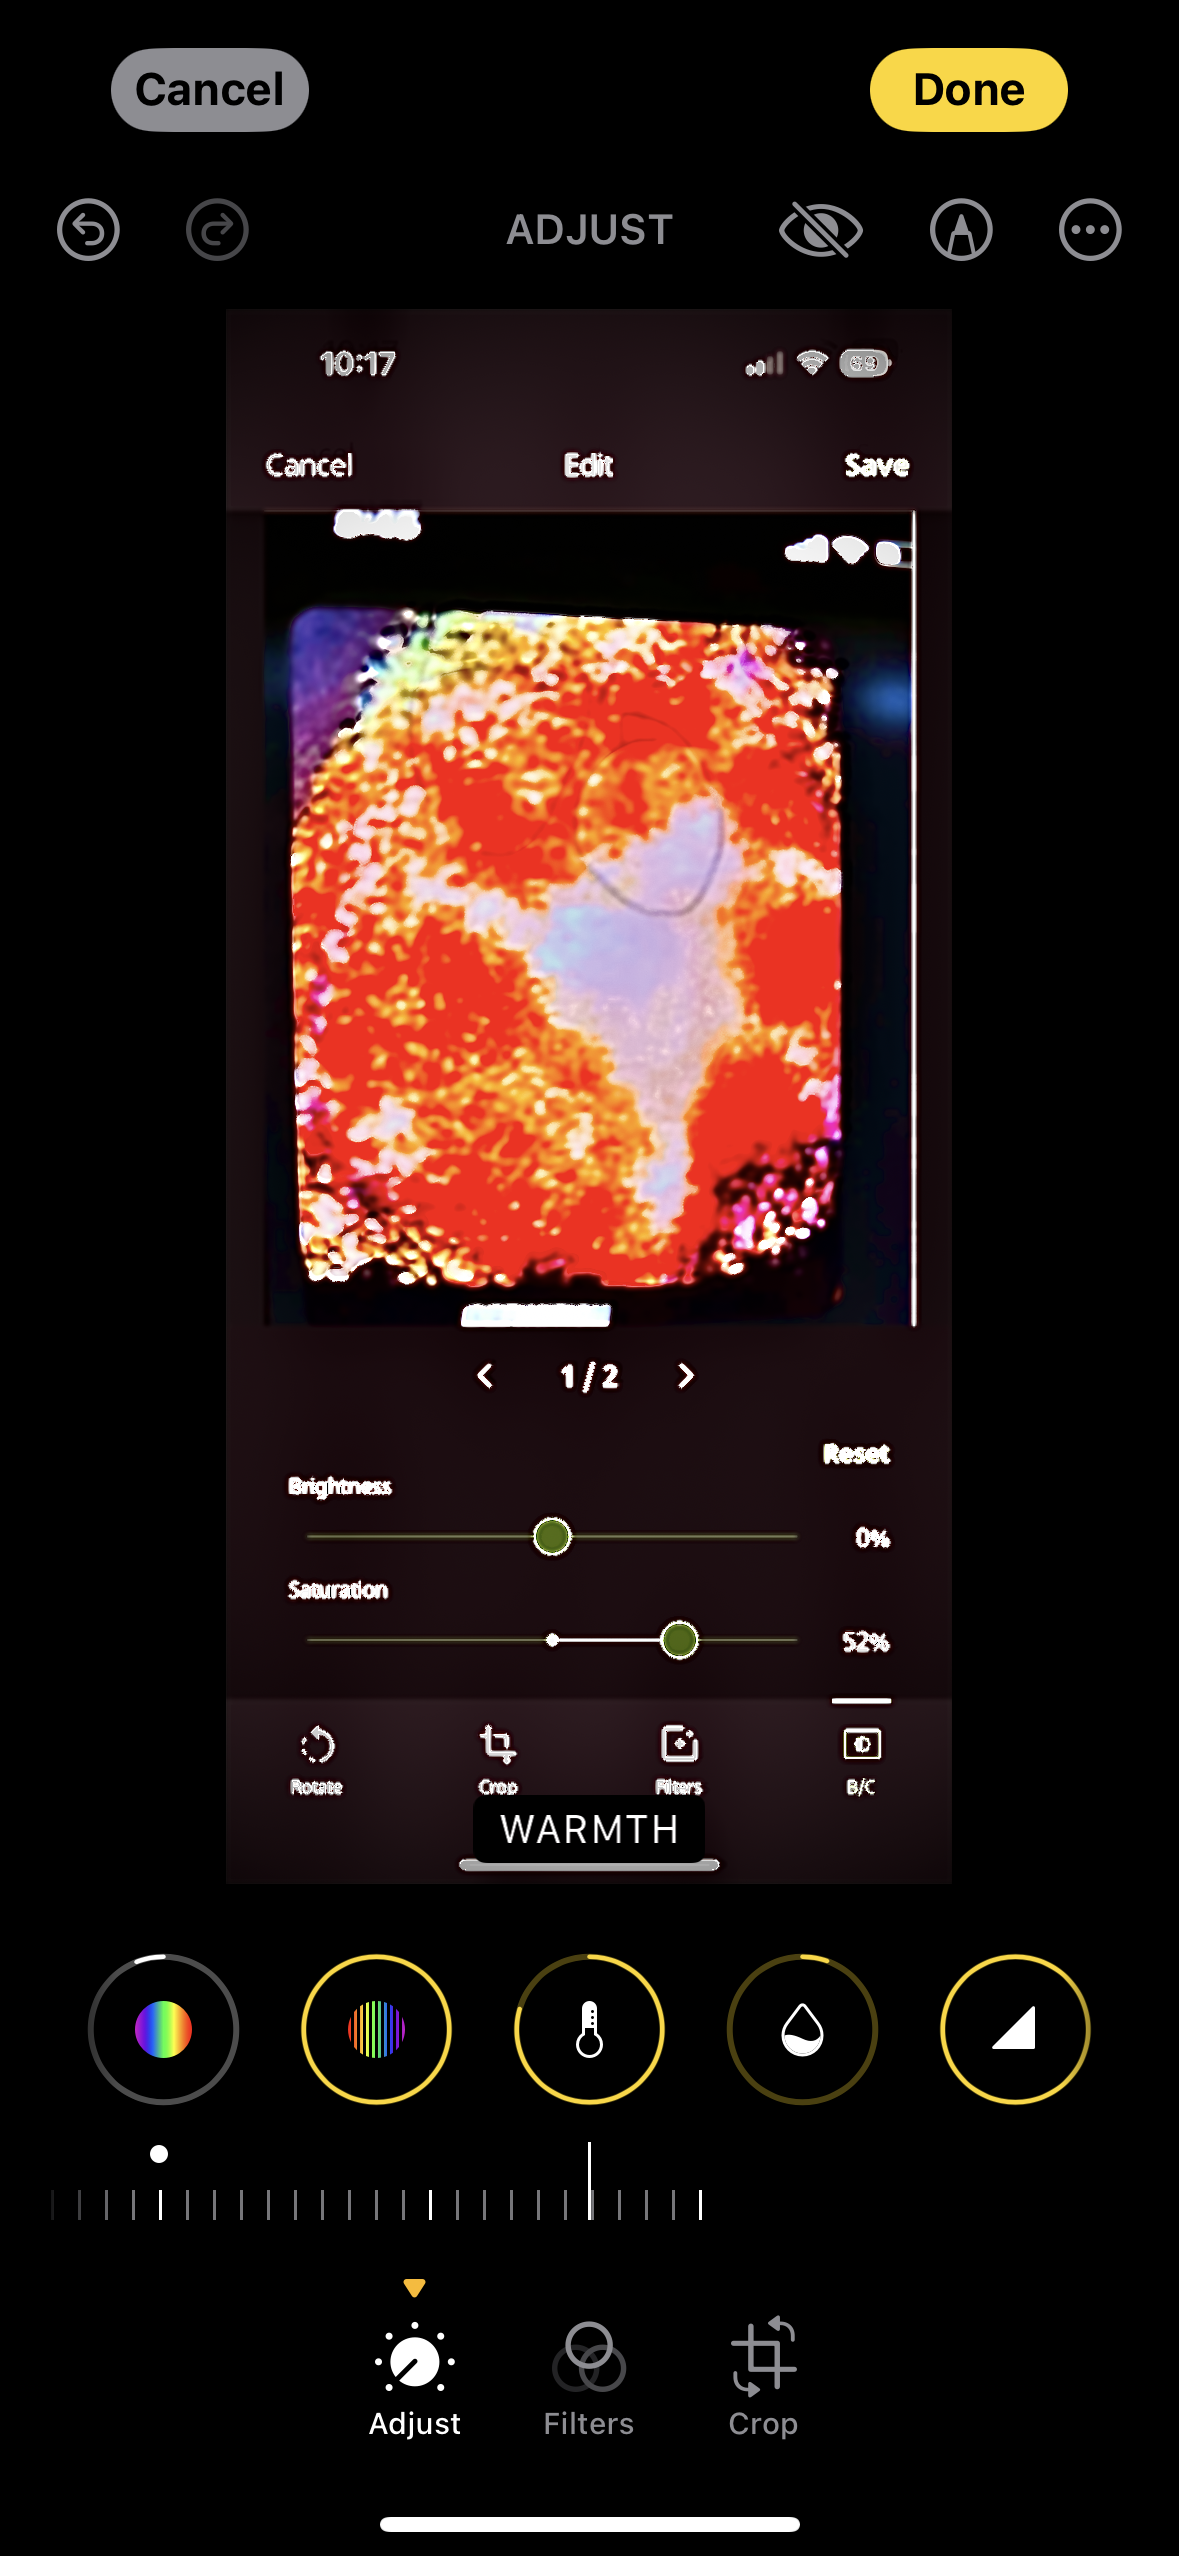 Cancel
Done
ADJUST
10:17
69
Cancel
Edit
Save
1 / 2
Reset
Brightness
0%
Saturation
52%
Rotate
Crop
Filters
B/C
WARMTH
Adjust
Filters
Crop